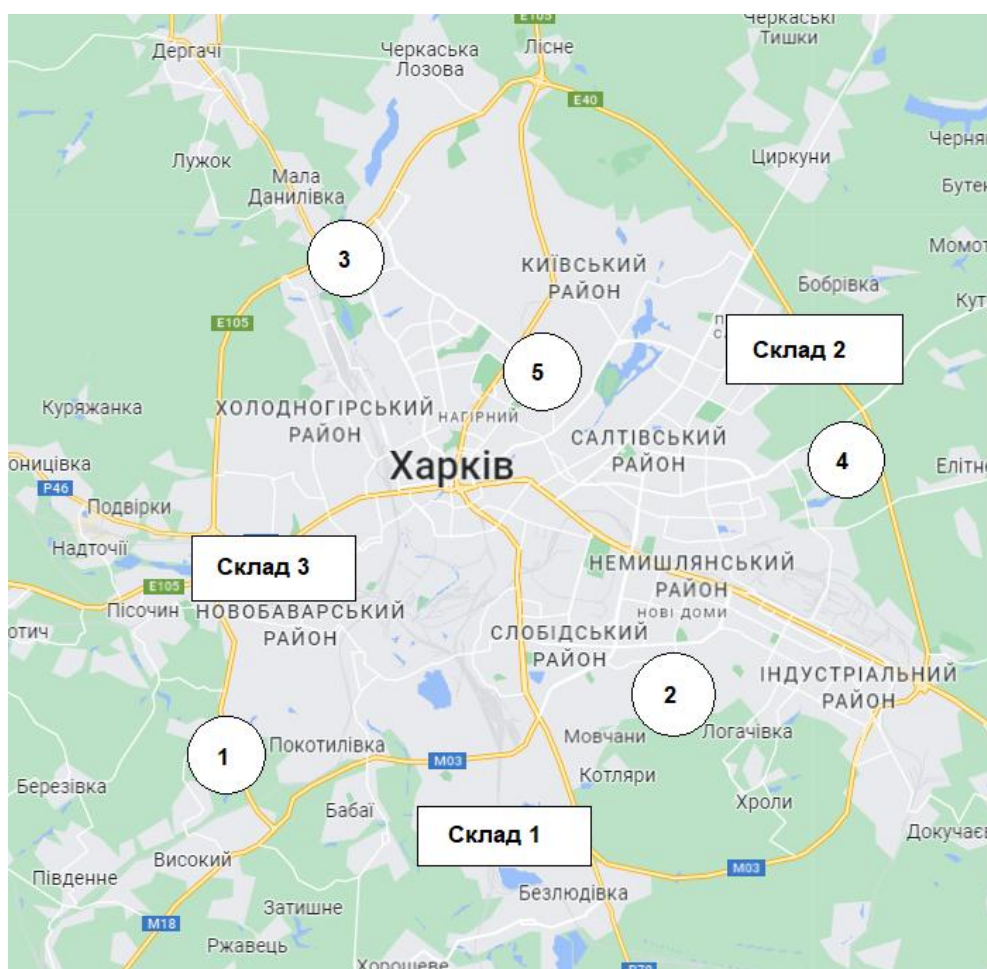 E105
Черкаські
Тишки
Дергачі
Черкаська
Лозова
Лісне
E40
Лужок
Мала
Данилівка
Циркуни
3
КИЇВСЬКИЙ
РАЙОН
Бобрівка
E105
Склад 2
5
Куряжанка
ХОЛОДНОГІРСЬКИЙ
РАЙОН
НАГІРНИЙ
САЛТІВСЬКИЙ
РАЙОН
Харків
4
P46
Подвірки
Надточії
Склад 3
E105
Пісочин
НОВОБАВАРСЬКИЙ
РАЙОН
НЕМИШЛЯНСЬКИЙ
РАЙОН
НОВІ ДОМИ
СЛОБІДСЬКИЙ
РАЙОН
2
ІНДУСТРІАЛЬНИЙ
РАЙОН
1
Покотилівка
Мовчани
Логачівка
M03
Котляри
Березівка
Бабаї
Хроли
Склад 1
Високий
M03
Південне
Безлюдівка
Затишне
M18
Ржавець
Хорошеве